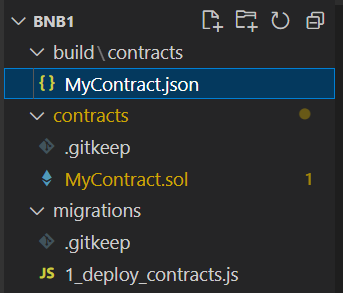 BNB1
build\contracts
{} MyContract.json
contracts
.gitkeep
MyContract.sol 1
migrations
.gitkeep
JS 1_deploy_contracts.js